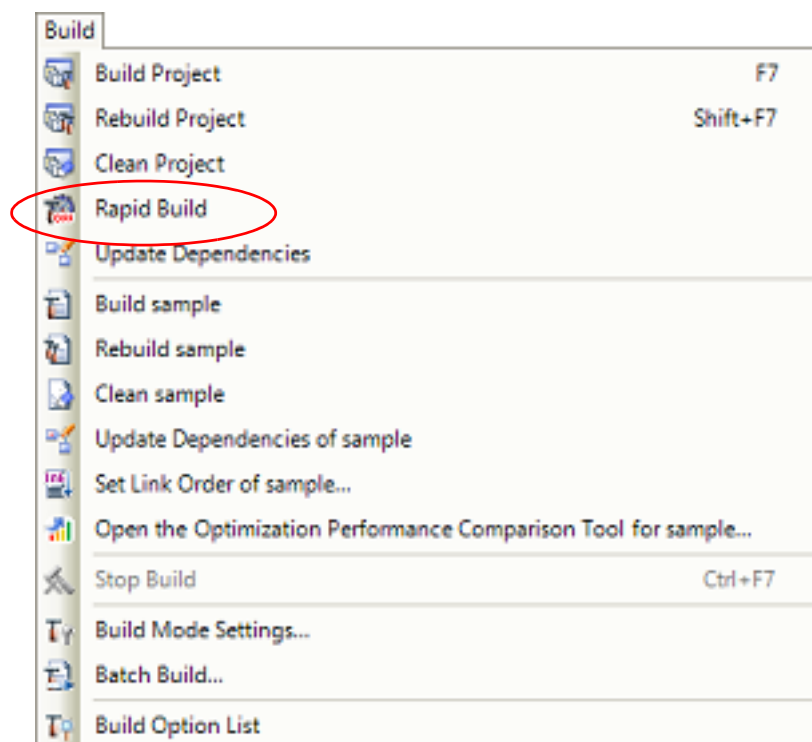 Build
Build Project F7
Rebuild Project Shift+F7
Clean Project
Rapid Build
Update Dependencies
Build sample
Rebuild sample
Clean sample
Update Dependencies of sample
Set Link Order of sample...
Open the Optimization Performance Comparison Tool for sample...
Stop Build Ctrl+F7
Build Mode Settings...
Batch Build...
Build Option List